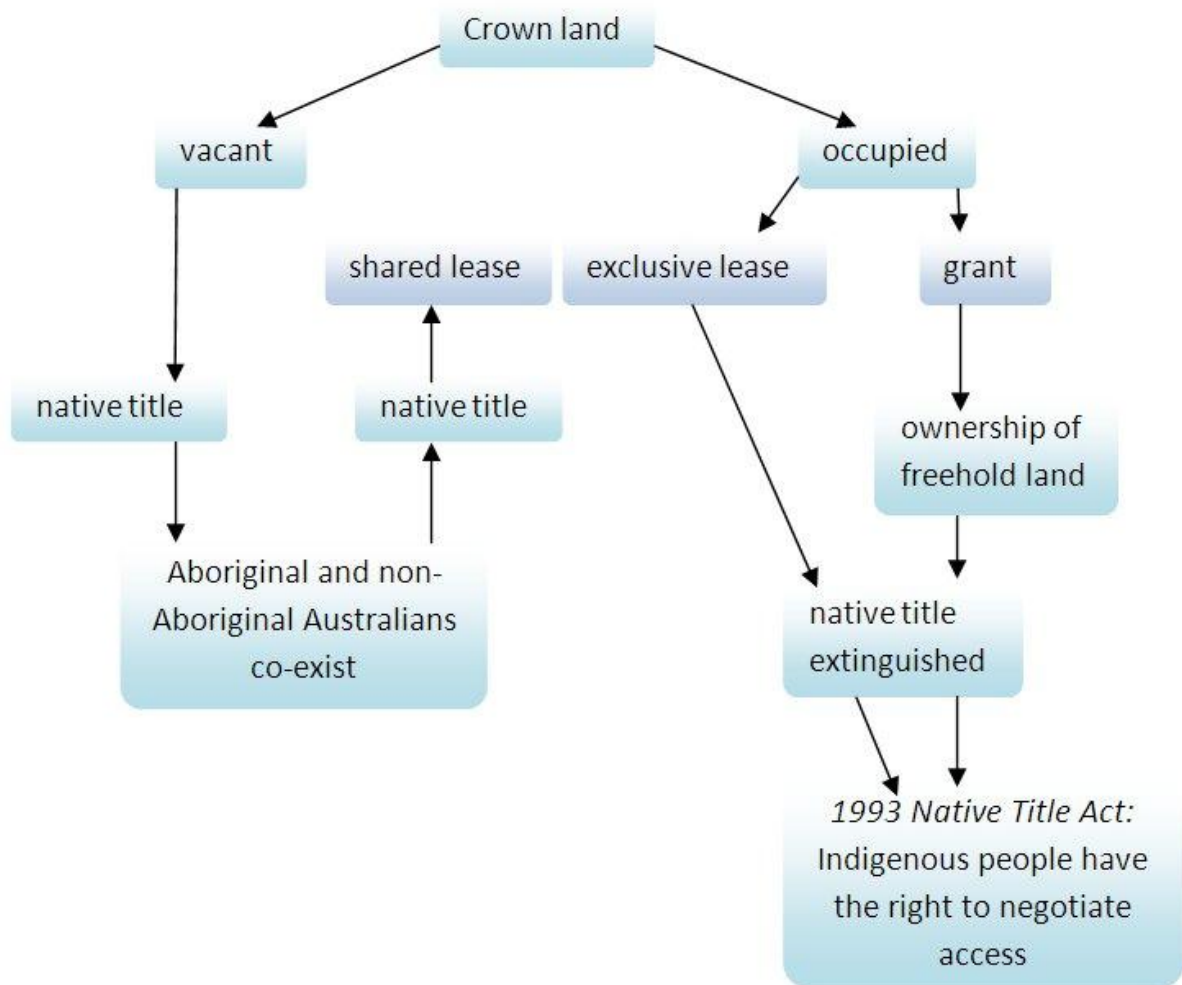 Crown land
vacant
occupied
shared lease
exclusive lease
grant
native title
native title
ownership of
freehold land
Aboriginal and non-
Aboriginal Australians
co-exist
native title
extinguished
1993 Native Title Act:
Indigenous people have
the right to negotiate
access